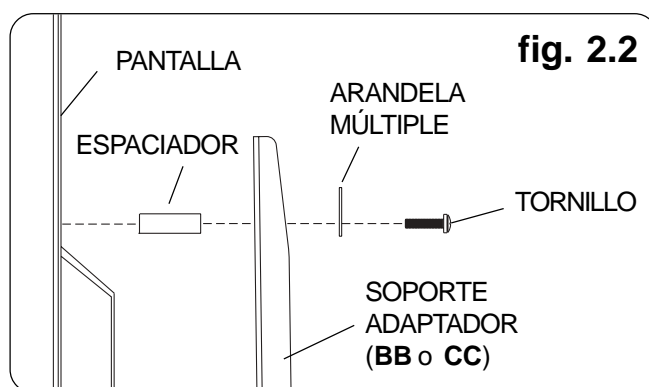 fig. 2.2
PANTALLA
ARANDELA
MÚLTIPLE
ESPACIADOR
TORNILLO
SOPORTE
ADAPTADOR
(BB o CC)